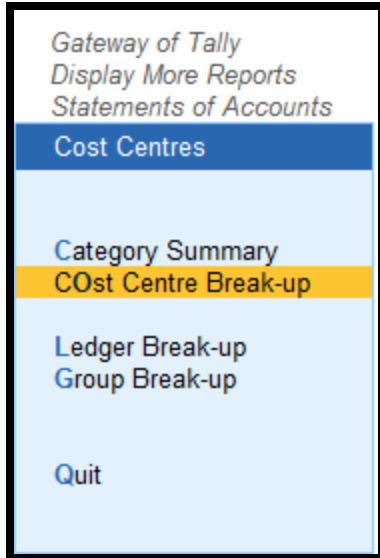 Gateway of Tally
Display More Reports
Statements of Accounts
Cost Centres
Category Summary
COst Centre Break-up
Ledger Break-up
Group Break-up
Quit